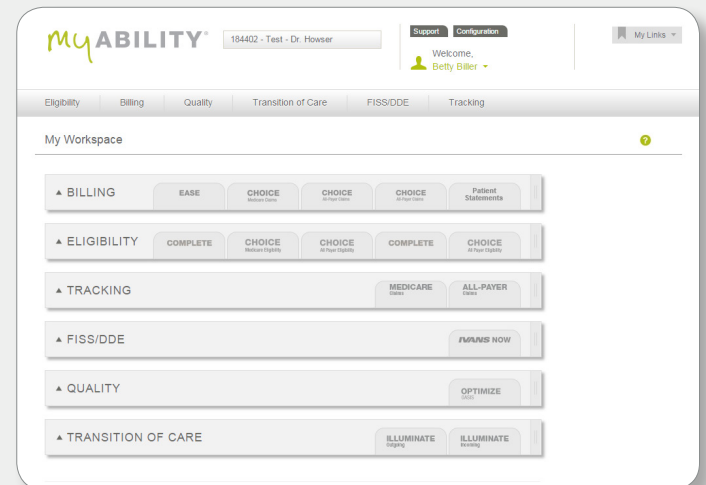 myABILITY®
184402 - Test - Dr. Howser
Support Configuration
My Links
Welcome,
Betty Biller
Eligibility Billing Quality Transition of Care FISS/DDE Tracking
My Workspace ?
BILLING EASE CHOICE Medicare Claims CHOICE All-Payer Claims CHOICE All-Payer Claims Patient Statements
ELIGIBILITY COMPLETE CHOICE Medicare Eligibility CHOICE All-Payer Eligibility COMPLETE CHOICE All-Payer Eligibility
TRACKING MEDICARE Claims ALL-PAYER Claims
FISS/DDE IVANS NOW
QUALITY OPTIMIZE OASIS
TRANSITION OF CARE ILLUMINATE Outgoing ILLUMINATE Incoming